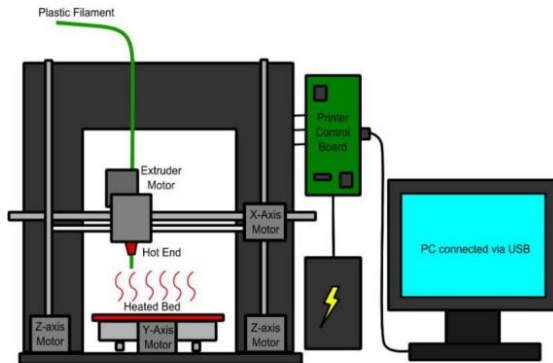 Plastic Filament
Printer
Control
Board
Extruder
Motor
X-Axis
Motor
Hot End
PC connected via USB
Heated Bed
Z-axis
Motor
Y-Axis
Motor
Z-axis
Motor